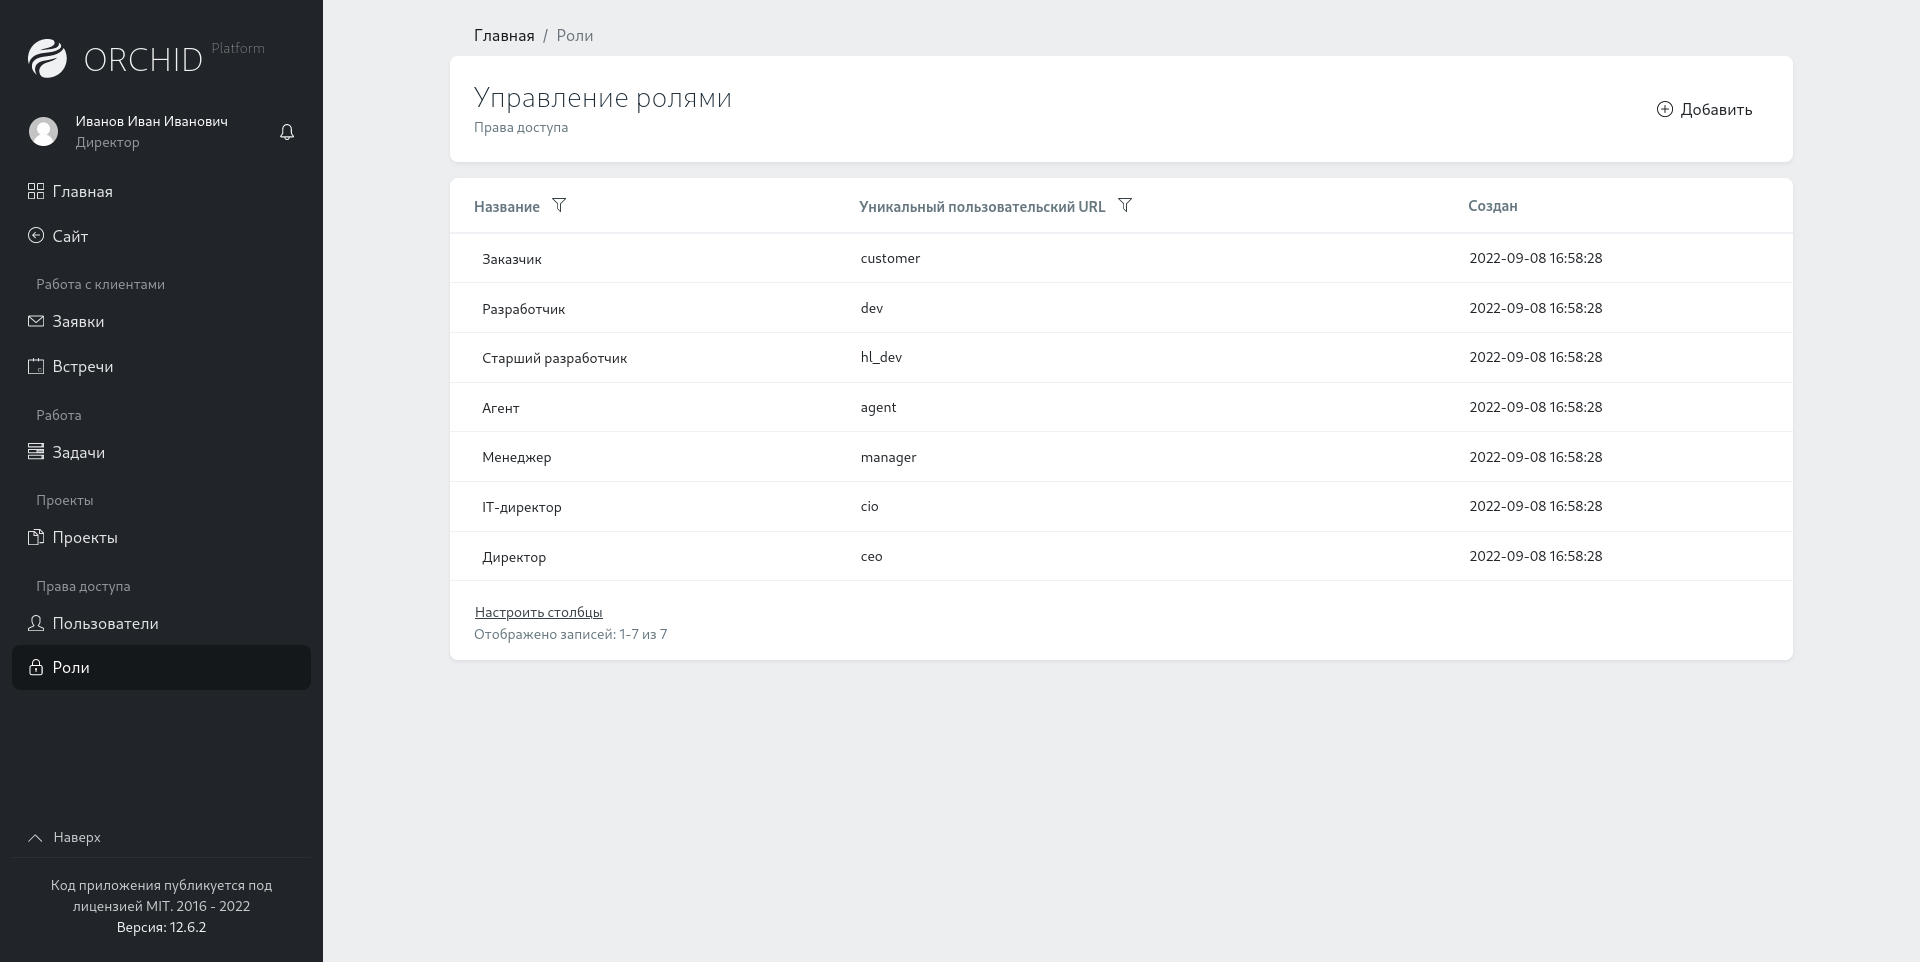 ORCHID Platform
Иванов Иван Иванович
Директор
Главная
Сайт
Работа с клиентами
Заявки
Встречи
Работа
Задачи
Проекты
Проекты
Права доступа
Пользователи
Роли
Наверх
Код приложения публикуется под
лицензией MIT. 2016 - 2022
Версия: 12.6.2
Главная / Роли
Управление ролями
Права доступа
Добавить
Название Уникальный пользовательский URL Создан
Заказчик customer 2022-09-08 16:58:28
Разработчик dev 2022-09-08 16:58:28
Старший разработчик hl_dev 2022-09-08 16:58:28
Агент agent 2022-09-08 16:58:28
Менеджер manager 2022-09-08 16:58:28
IT-директор cio 2022-09-08 16:58:28
Директор ceo 2022-09-08 16:58:28
Настроить столбцы
Отображено записей: 1-7 из 7